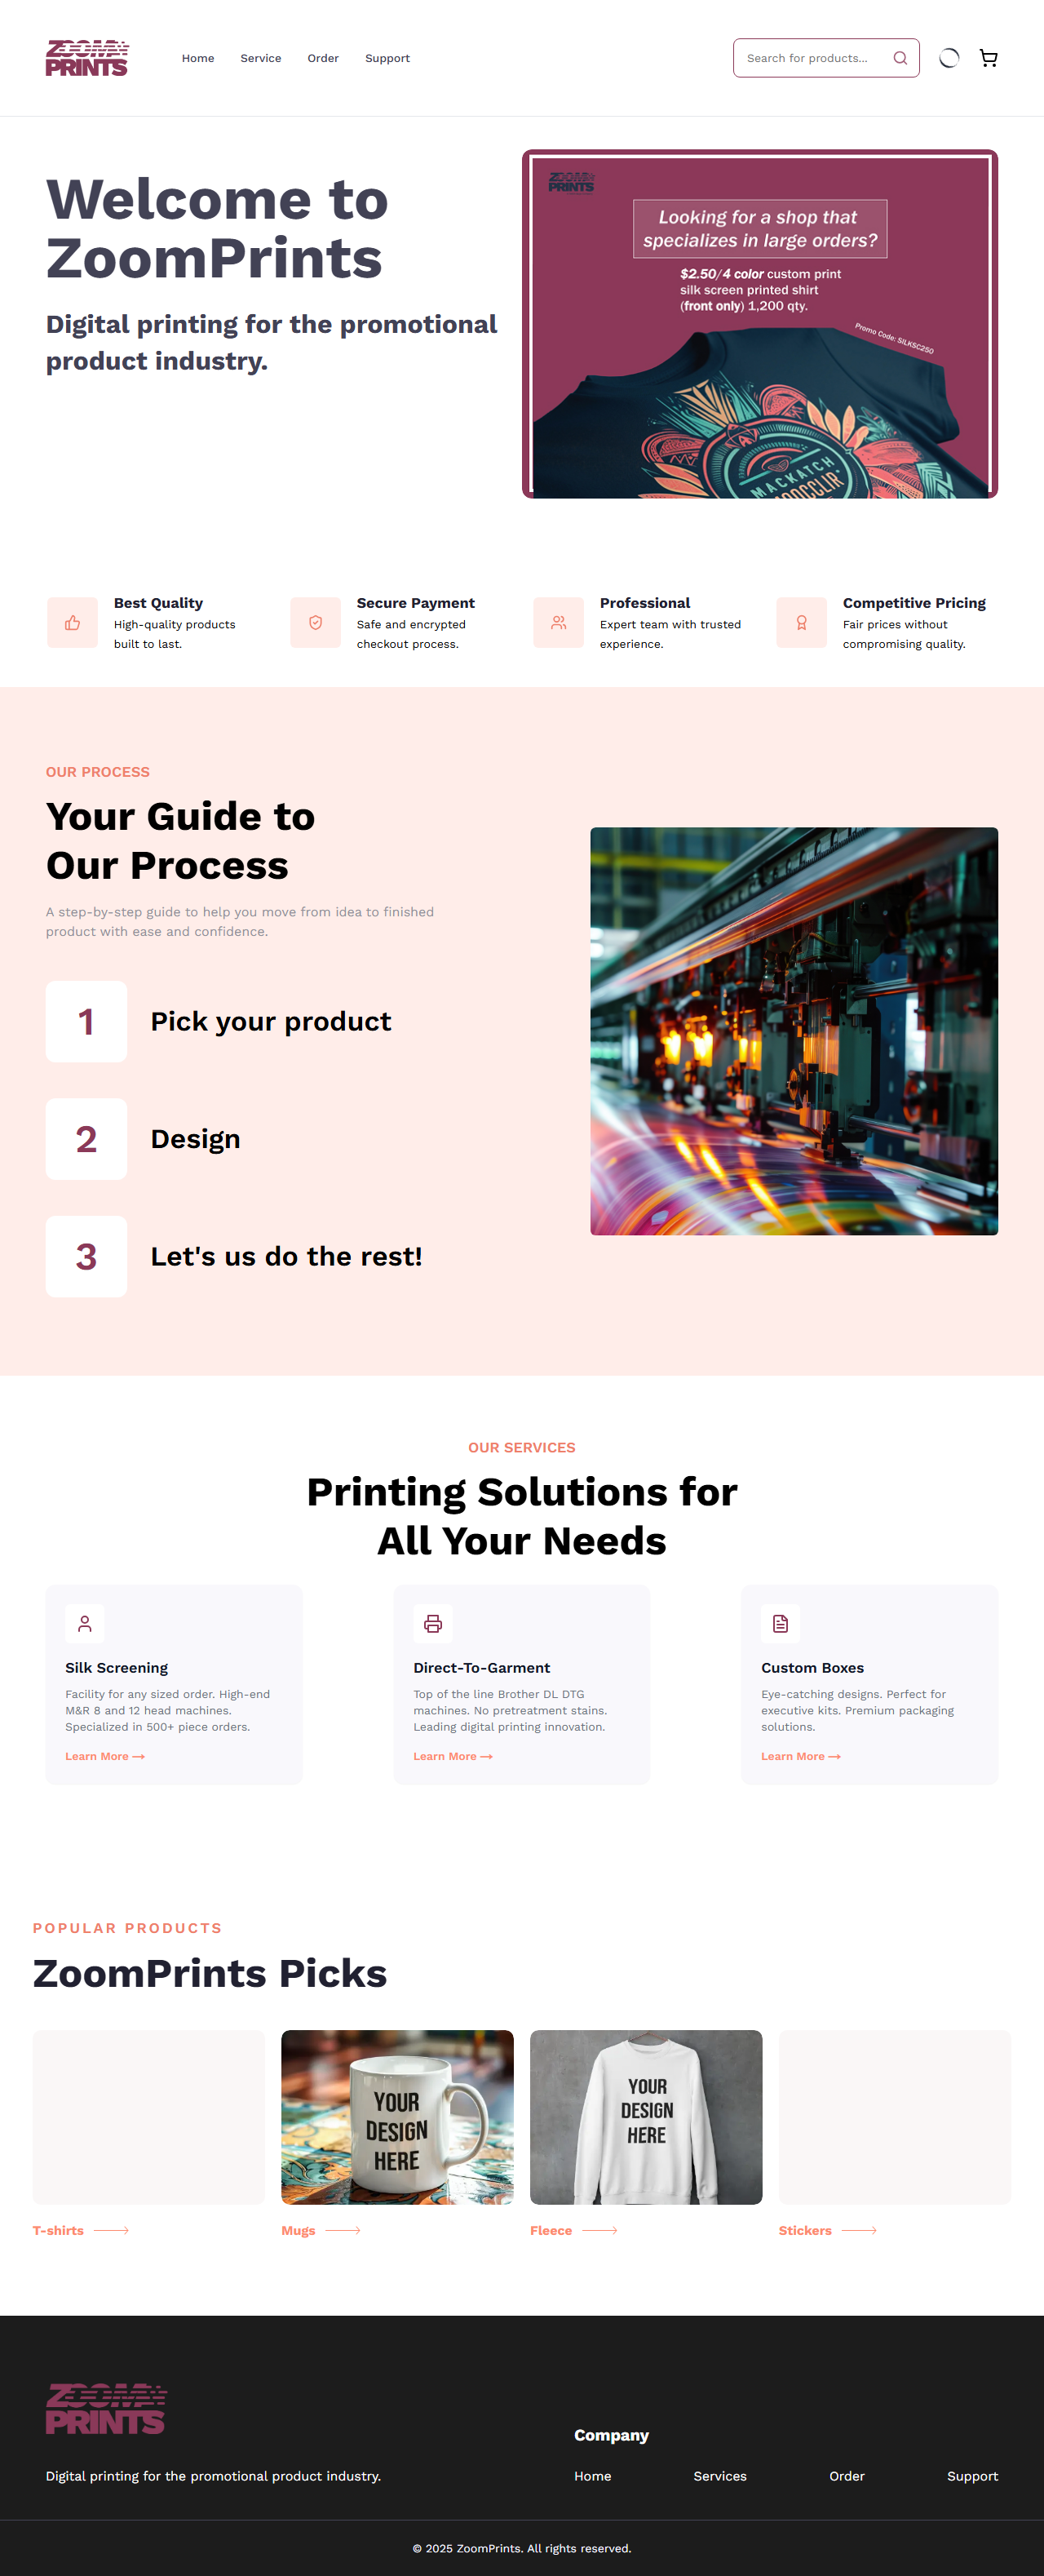 ZOOM
PRINTS
Home
Service
Order
Support
Search for products...
Welcome to
ZoomPrints
Digital printing for the promotional
product industry.
ZOOM
PRINTS
Looking for a shop that
specializes in large orders?
$2.50/4 color custom print
silk screen printed shirt
(front only) 1,200 qty.
Promo Code: SILKSC250
MACKATCH
Best Quality
High-quality products
built to last.
Secure Payment
Safe and encrypted
checkout process.
Professional
Expert team with trusted
experience.
Competitive Pricing
Fair prices without
compromising quality.
OUR PROCESS
Your Guide to
Our Process
A step-by-step guide to help you move from idea to finished
product with ease and confidence.
1
Pick your product
2
Design
3
Let's us do the rest!
OUR SERVICES
Printing Solutions for
All Your Needs
Silk Screening
Facility for any sized order. High-end
M&R 8 and 12 head machines.
Specialized in 500+ piece orders.
Learn More
Direct-To-Garment
Top of the line Brother DL DTG
machines. No pretreatment stains.
Leading digital printing innovation.
Learn More
Custom Boxes
Eye-catching designs. Perfect for
executive kits. Premium packaging
solutions.
Learn More
POPULAR PRODUCTS
ZoomPrints Picks
YOUR
DESIGN
HERE
YOUR
DESIGN
HERE
T-shirts
Mugs
Fleece
Stickers
ZOOM
PRINTS
Digital printing for the promotional product industry.
Company
Home
Services
Order
Support
© 2025 ZoomPrints. All rights reserved.